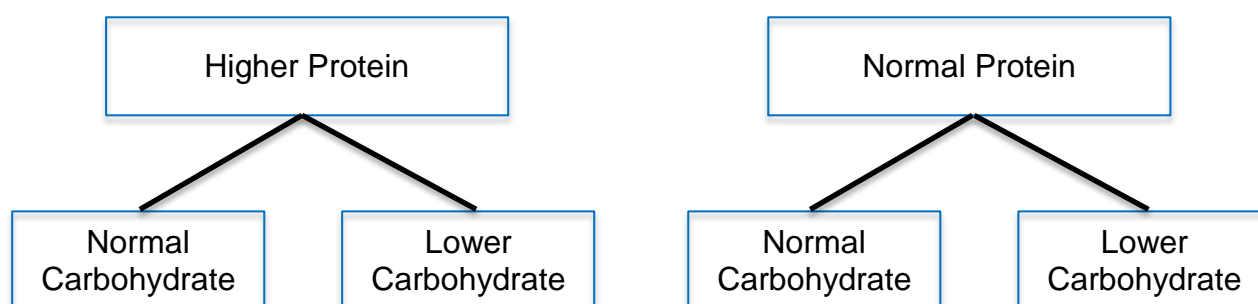 Higher Protein
Normal Protein
Normal
Carbohydrate
Lower
Carbohydrate
Normal
Carbohydrate
Lower
Carbohydrate